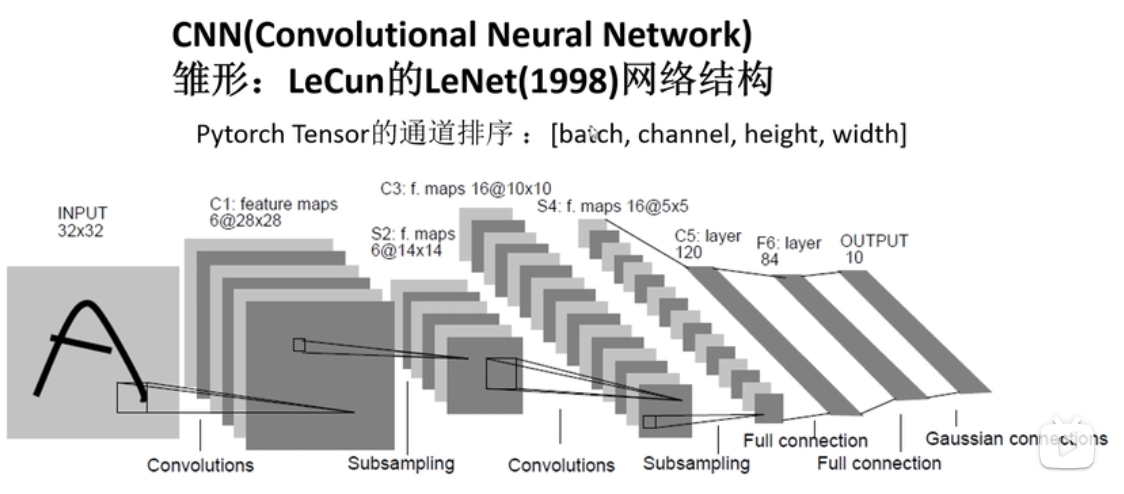 CNN(Convolutional Neural Network)
雏形：LeCun的LeNet(1998)网络结构
Pytorch Tensor的通道排序 ：[batch, channel, height, width]
INPUT
32x32
C1: feature maps
6@28x28
S2: f. maps
6@14x14
C3: f. maps 16@10x10
S4: f. maps 16@5x5
C5: layer
120
F6: layer
84
OUTPUT
10
Convolutions
Subsampling
Convolutions
Subsampling
Full connection
Full connection
Gaussian connections